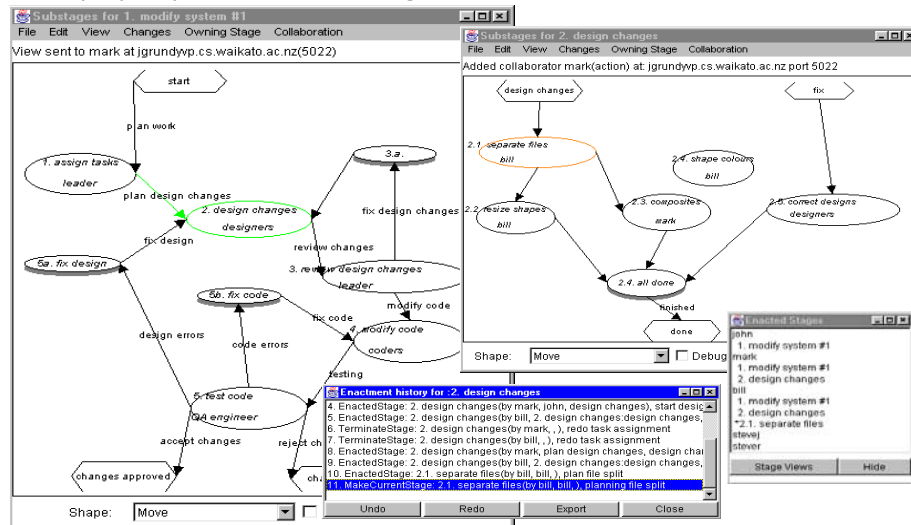 Substages for 1. modify system #1
File Edit View Changes Owning Stage Collaboration
View sent to mark at jgrundyvp.cs.waikato.ac.nz(5022)
start
plan work
1. assign tasks
leader
plan design changes
3.a.
2. design changes
designers
fix design changes
fix design
review changes
5a. fix design
3. review design changes
leader
5b. fix code
modify code
fix code
4. modify code
coders
design errors
code errors
testing
5. test code
QA engineer
accept changes
reject ch
changes approved
cha
Shape: Move
Substages for 2. design changes
File Edit View Changes Owning Stage Collaboration
Added collaborator mark(action) at: jgrundyvp.cs.waikato.ac.nz port 5022
design changes
fix
2.1. separate files
bill
2.4. shape colours
bill
2.2. resize shapes
bill
2.3. composites
mark
2.5. correct designs
designers
2.4. all done
finished
done
Shape: Move Debug
Enactment history for :2. design changes
4. EnactedStage: 2. design changes(by mark, john, design changes), start desig
5. EnactedStage: 2. design changes(by bill, 2. design changes:design changes,
6. TerminateStage: 2. design changes(by mark, , ), redo task assignment
7. TerminateStage: 2. design changes(by bill, , ), redo task assignment
8. EnactedStage: 2. design changes(by mark, plan design changes, design chan
9. EnactedStage: 2. design changes(by bill, 2. design changes:design changes,
10. EnactedStage: 2.1. separate files(by bill, bill, ), plan file split
11. MakeCurrentStage: 2.1. separate files(by bill, bill, ), planning file split
Undo Redo Export Close
Enacted Stages
john
1. modify system #1
mark
1. modify system #1
2. design changes
bill
1. modify system #1
2. design changes
*2.1. separate files
stevej
stever
Stage Views Hide